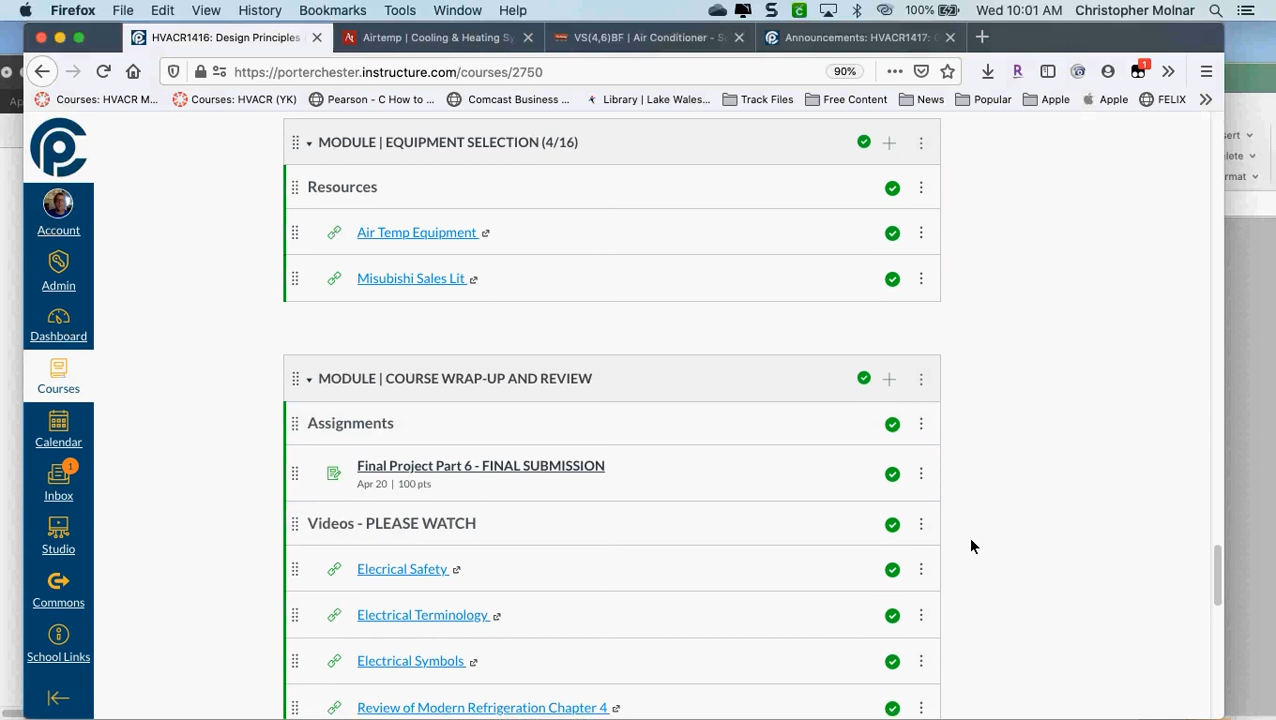 Firefox File Edit View History Bookmarks Tools Window Help 100% Wed 10:01 AM Christopher Molnar
HVACR1416: Design Principles Airtemp | Cooling & Heating Sy VS(4,6)BF | Air Conditioner - S Announcements: HVACR1417:
https://porterchester.instructure.com/courses/2750 90% 1
Courses: HVACR M... Courses: HVACR (YK) Pearson - C How to ... Comcast Business ... Library | Lake Wales... Track Files Free Content News Popular Apple Apple FELIX
MODULE | EQUIPMENT SELECTION (4/16)
Resources
Air Temp Equipment
Misubishi Sales Lit
MODULE | COURSE WRAP-UP AND REVIEW
Assignments
Final Project Part 6 - FINAL SUBMISSION
Apr 20 | 100 pts
Videos - PLEASE WATCH
Elecrical Safety
Electrical Terminology
Electrical Symbols
Review of Modern Refrigeration Chapter 4
Account
Admin
Dashboard
Courses
Calendar
1
Inbox
Studio
Commons
School Links